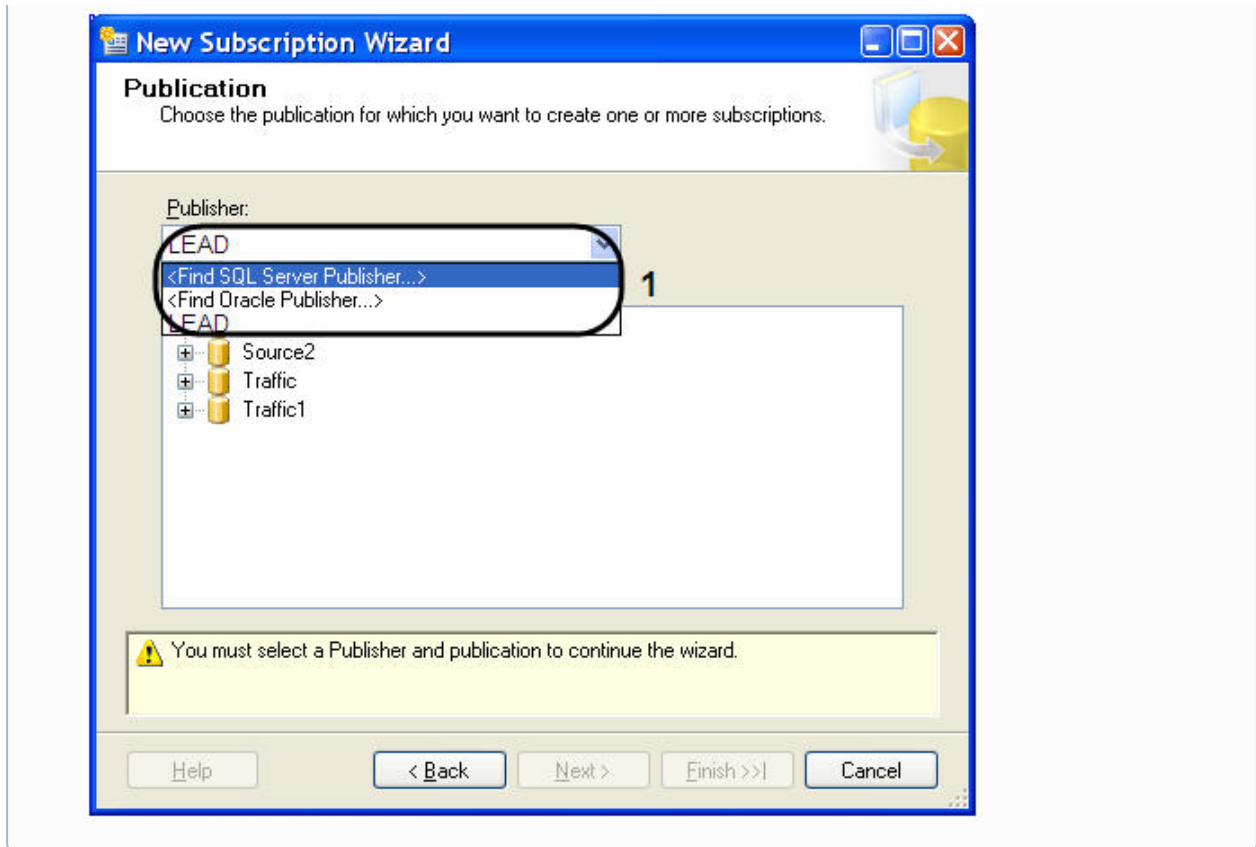 New Subscription Wizard
Publication
Choose the publication for which you want to create one or more subscriptions.
Publisher:
LEAD
<Find SQL Server Publisher...>
1
<Find Oracle Publisher...>
LEAD
Source2
Traffic
Traffic1
You must select a Publisher and publication to continue the wizard.
Help
< Back
Next >
Finish >>|
Cancel